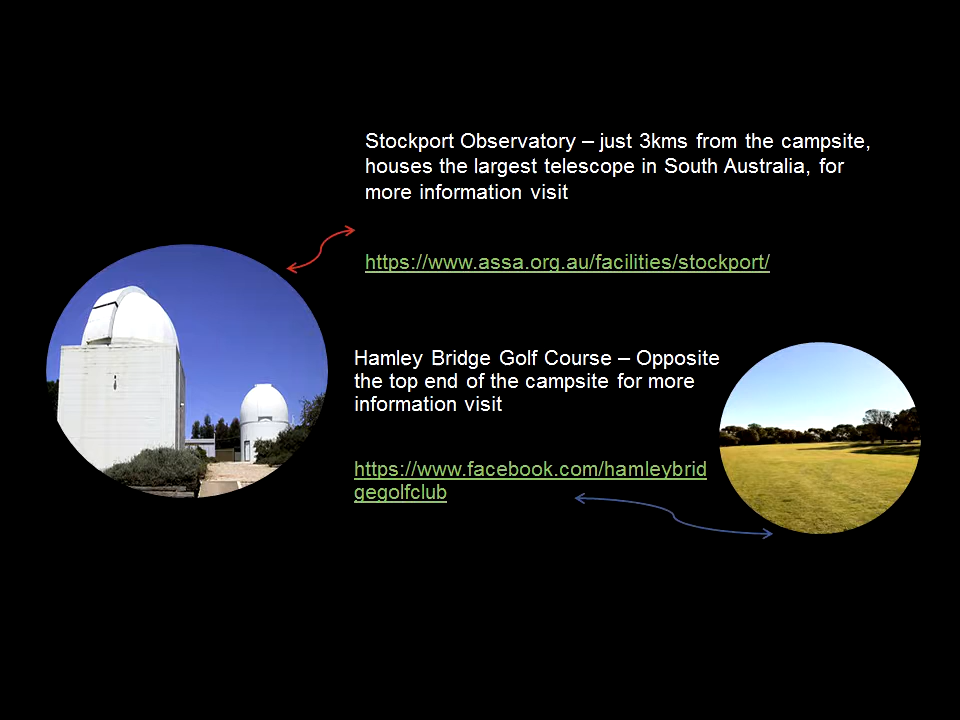 Stockport Observatory – just 3kms from the campsite,
houses the largest telescope in South Australia, for
more information visit
https://www.assa.org.au/facilities/stockport/
Hamley Bridge Golf Course – Opposite
the top end of the campsite for more
information visit
https://www.facebook.com/hamleybrid
gegolfclub